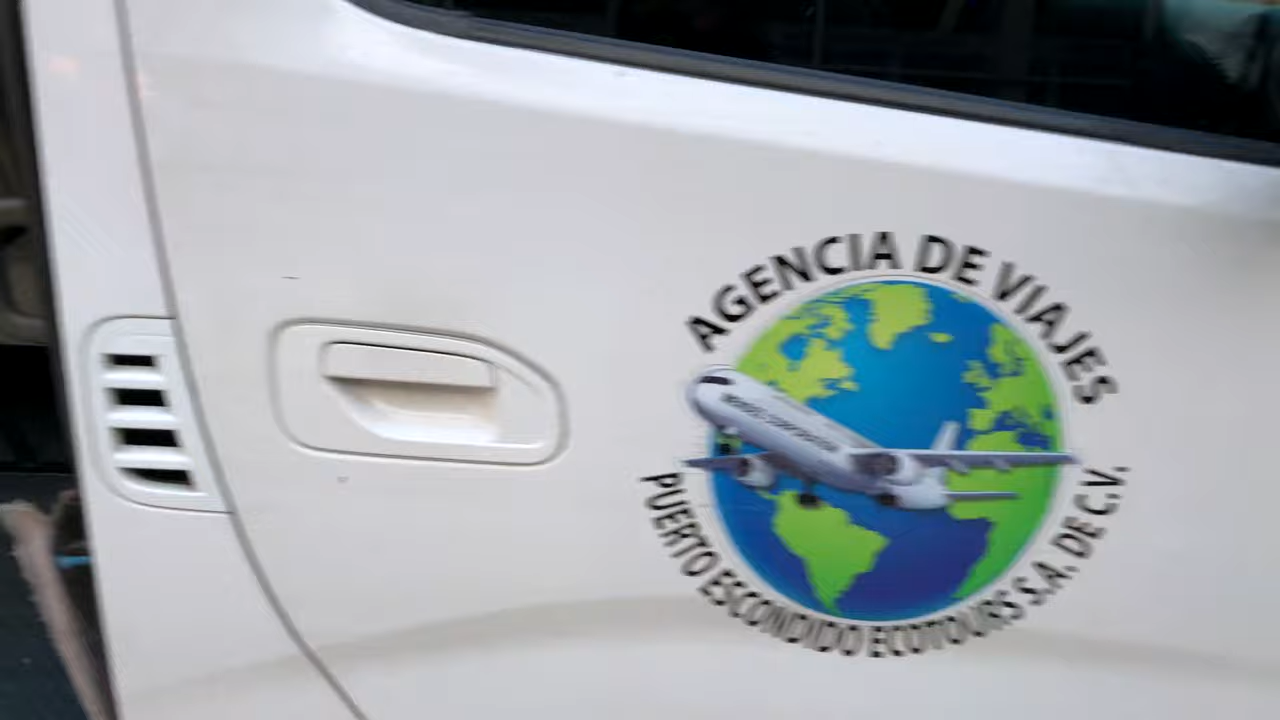 AGENCIA DE VIAJES
PUERTO ESCONDIDO ECOTOURS S.A. DE C.V.